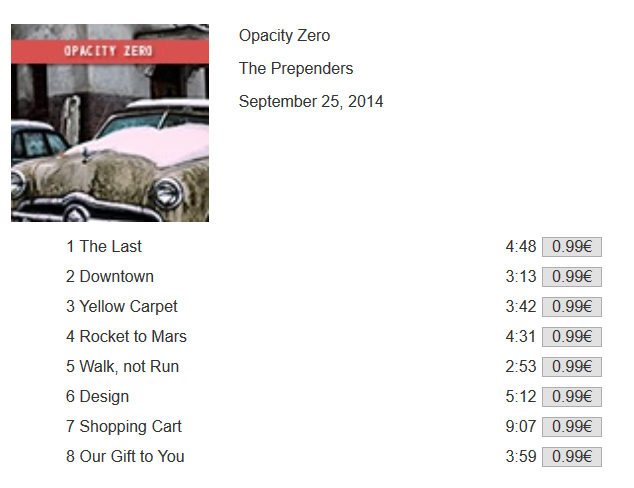 OPACITY ZERO
Opacity Zero
The Prependers
September 25, 2014
1 The Last 4:48 0.99€
2 Downtown 3:13 0.99€
3 Yellow Carpet 3:42 0.99€
4 Rocket to Mars 4:31 0.99€
5 Walk, not Run 2:53 0.99€
6 Design 5:12 0.99€
7 Shopping Cart 9:07 0.99€
8 Our Gift to You 3:59 0.99€